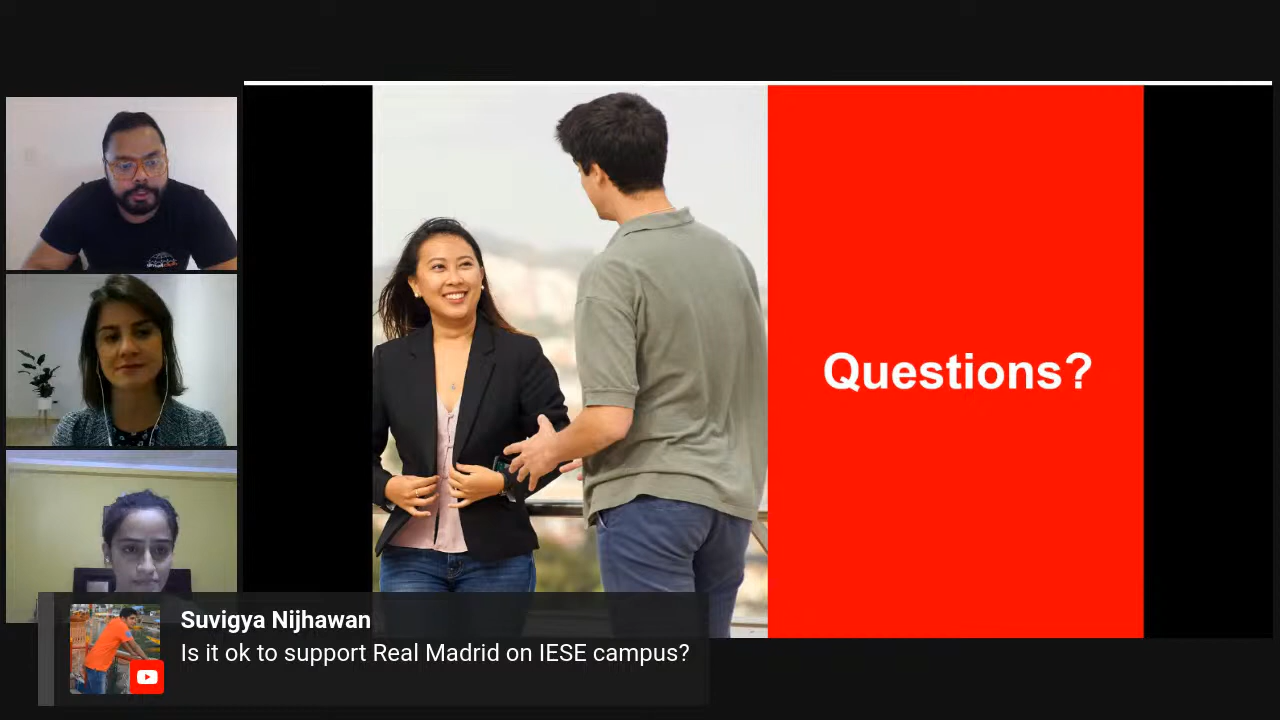 Questions?
Suvigya Nijhawan
Is it ok to support Real Madrid on IESE campus?